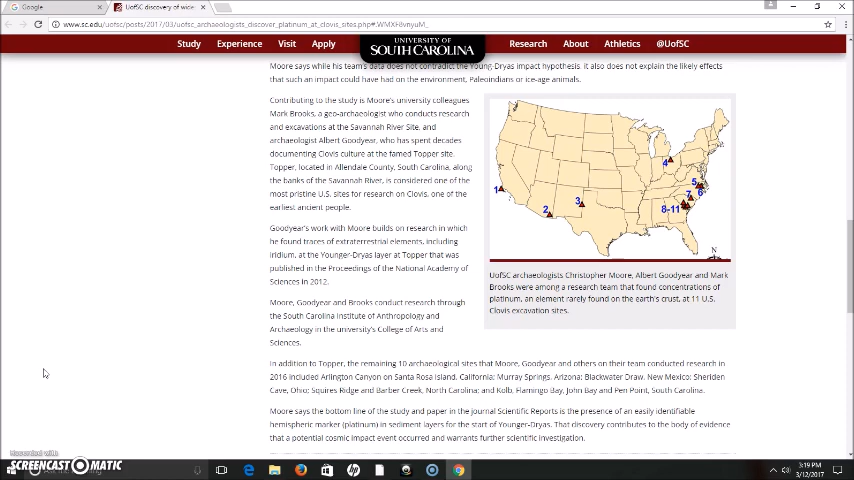 Google
UofSC discovery of wide
www.sc.edu/uofsc/posts/2017/03/uofsc_archaeologists_discover_platinum_at_clovis_sites.php#.WMXF8vnyuM_
Study Experience Visit Apply
UNIVERSITY OF
SOUTH CAROLINA
Research About Athletics @UofSC
Moore says while his team's data does not contradict the Young-Dryas impact hypothesis, it also does not explain the likely effects
that such an impact could have had on the environment, Paleoindians or ice-age animals.
Contributing to the study is Moore's university colleagues
Mark Brooks, a geo-archaeologist who conducts research
and excavations at the Savannah River Site, and
archaeologist Albert Goodyear, who has spent decades
documenting Clovis culture at the famed Topper site.
Topper, located in Allendale County, South Carolina, along
the banks of the Savannah River, is considered one of the
most pristine U.S. sites for research on Clovis, one of the
earliest ancient people.
Goodyear's work with Moore builds on research in which
he found traces of extraterrestrial elements, including
iridium, at the Younger-Dryas layer at Topper that was
published in the Proceedings of the National Academy of
Sciences in 2012.
Moore, Goodyear and Brooks conduct research through
the South Carolina Institute of Anthropology and
Archaeology in the university's College of Arts and
Sciences.
1
2
3
4
5
6
7
8-11
N
UofSC archaeologists Christopher Moore, Albert Goodyear and Mark
Brooks were among a research team that found concentrations of
platinum, an element rarely found on the earth's crust, at 11 U.S.
Clovis excavation sites.
In addition to Topper, the remaining 10 archaeological sites that Moore, Goodyear and others on their team conducted research in
2016 included Arlington Canyon on Santa Rosa Island, California; Murray Springs, Arizona; Blackwater Draw, New Mexico; Sheriden
Cave, Ohio; Squires Ridge and Barber Creek, North Carolina; and Kolb, Flamingo Bay, John Bay and Pen Point, South Carolina.
Moore says the bottom line of the study and paper in the journal Scientific Reports is the presence of an easily identifiable
hemispheric marker (platinum) in sediment layers for the start of Younger-Dryas. That discovery contributes to the body of evidence
that a potential cosmic impact event occurred and warrants further scientific investigation.
Recorded with
SCREENCAST O MATIC
3:19 PM
3/12/2017